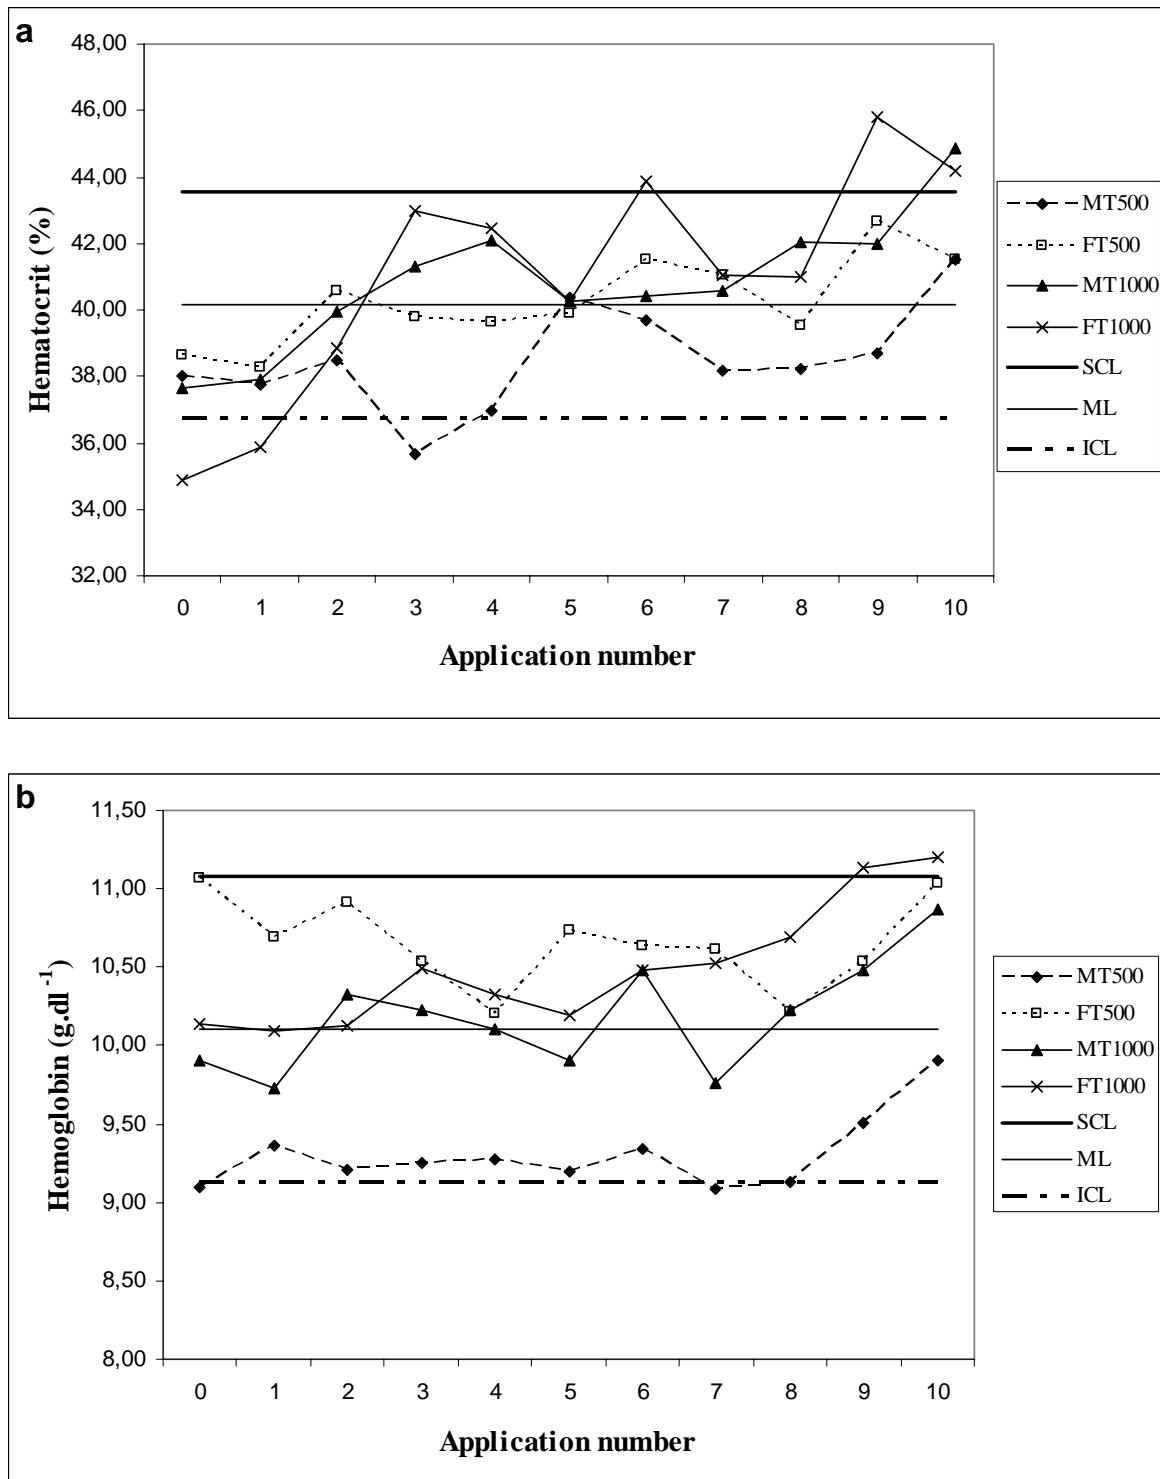 a
48,00
46,00
44,00
42,00
40,00
38,00
36,00
34,00
32,00
Hematocrit (%)
0 1 2 3 4 5 6 7 8 9 10
Application number
MT500
FT500
MT1000
FT1000
SCL
ML
ICL
b
11,50
11,00
10,50
10,00
9,50
9,00
8,50
8,00
Hemoglobin (g.dl⁻¹)
0 1 2 3 4 5 6 7 8 9 10
Application number
MT500
FT500
MT1000
FT1000
SCL
ML
ICL